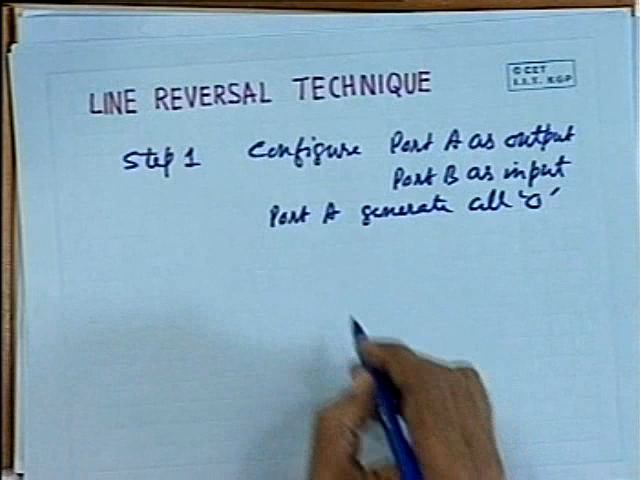 LINE REVERSAL TECHNIQUE
© CET
I.I.T. KGP
Step 1 Configure Port A as output
Port B as input
Port A generate all '0'